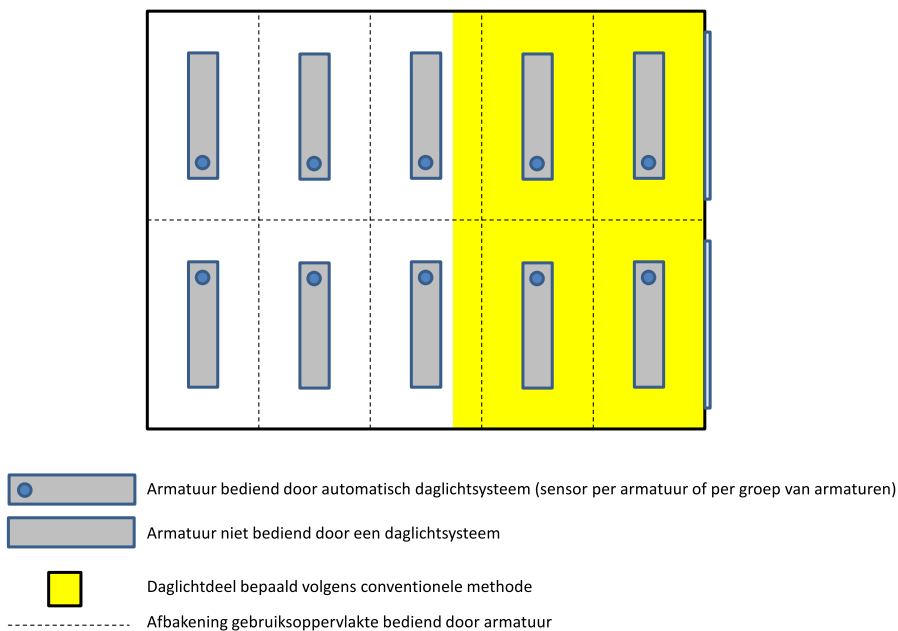 Armatuur bediend door automatisch daglichtsysteem (sensor per armatuur of per groep van armaturen)
Armatuur niet bediend door een daglichtsysteem
Daglichtdeel bepaald volgens conventionele methode
Afbakening gebruiksoppervlakte bediend door armatuur